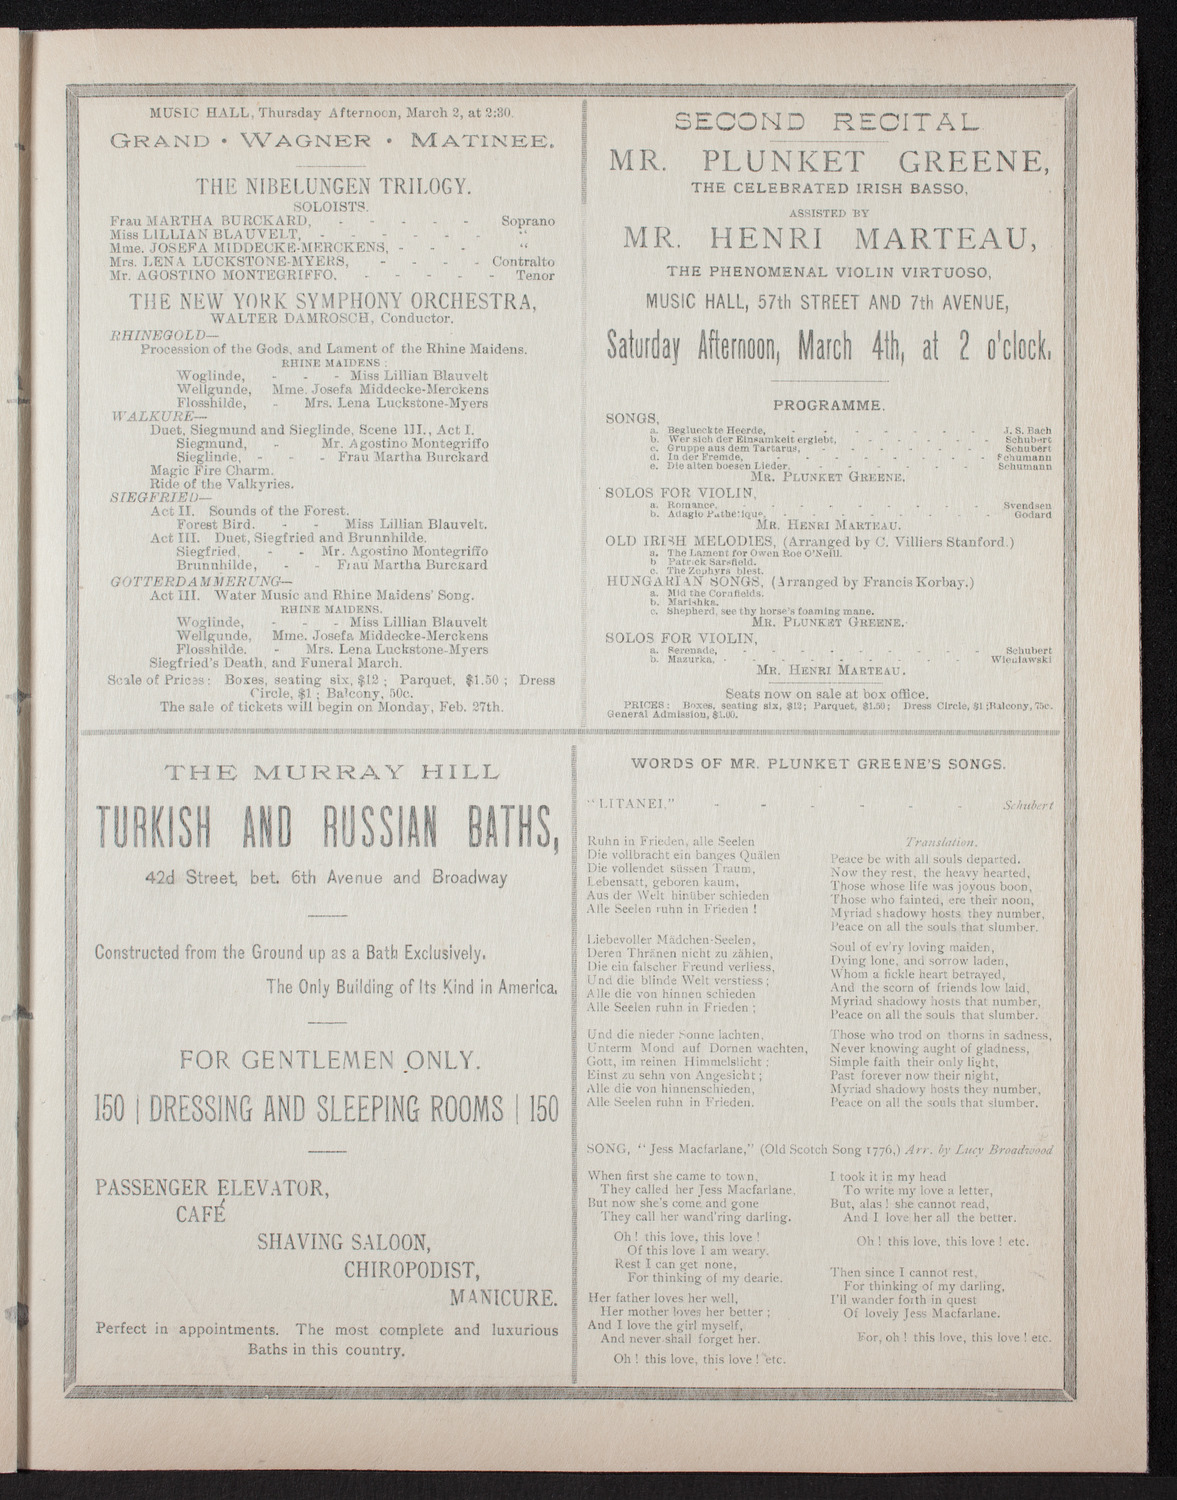 MUSIC HALL, Thursday Afternoon, March 2, at 2:30.
GRAND • WAGNER • MATINEE.
THE NIBELUNGEN TRILOGY.
SOLOISTS.
Frau MARTHA BURCKARD, - - - - - Soprano
Miss LILLIAN BLAUVELT, - - - - - - “
Mme. JOSEFA MIDDECKE-MERCKENS, - - - “
Mrs. LENA LUCKSTONE-MYERS, - - - - Contralto
Mr. AGOSTINO MONTEGRIFFO. - - - - - Tenor
THE NEW YORK SYMPHONY ORCHESTRA,
WALTER DAMROSCH, Conductor.
RHINEGOLD—
Procession of the Gods, and Lament of the Rhine Maidens.
RHINE MAIDENS :
Woglinde, - - - Miss Lillian Blauvelt
Wellgunde, Mme. Josefa Middecke-Merckens
Flosshilde, - Mrs. Lena Luckstone-Myers
WALKURE—
Duet, Siegmund and Sieglinde, Scene III., Act I.
Siegmund, - Mr. Agostino Montegriffo
Sieglinde, - - - Frau Martha Burckard
Magic Fire Charm.
Ride of the Valkyries.
SIEGFRIED—
Act II. Sounds of the Forest.
Forest Bird. - - Miss Lillian Blauvelt.
Act III. Duet, Siegfried and Brunnhilde.
Siegfried, - - Mr. Agostino Montegriffo
Brunnhilde, - - Frau Martha Burckard
GOTTERDAMMERUNG—
Act III. Water Music and Rhine Maidens' Song.
RHINE MAIDENS.
Woglinde, - - - Miss Lillian Blauvelt
Wellgunde, Mme. Josefa Middecke-Merckens
Flosshilde. - Mrs. Lena Luckstone-Myers
Siegfried's Death, and Funeral March.
Scale of Prices: Boxes, seating six, $12 ; Parquet, $1.50 ; Dress
Circle, $1 ; Balcony, 50c.
The sale of tickets will begin on Monday, Feb. 27th.
SECOND RECITAL
MR. PLUNKET GREENE,
THE CELEBRATED IRISH BASSO,
ASSISTED BY
MR. HENRI MARTEAU,
THE PHENOMENAL VIOLIN VIRTUOSO,
MUSIC HALL, 57th STREET AND 7th AVENUE,
Saturday Afternoon, March 4th, at 2 o'clock.
PROGRAMME.
SONGS,
a. Beglueckte Heerde, - - - - - - - J. S. Bach
b. Wer sich der Einsamkeit ergiebt, - - - - - Schubert
c. Gruppe aus dem Tartarus, - - - - - - Schubert
d. In der Fremde, - - - - - - - - Schumann
e. Die alten boesen Lieder, - - - - - - Schumann
MR. PLUNKET GREENE.
SOLOS FOR VIOLIN,
a. Romance, - - - - - - - - Svendsen
b. Adagio Pathetique, - - - - - - - Godard
MR. HENRI MARTEAU.
OLD IRISH MELODIES, (Arranged by C. Villiers Stanford.)
a. The Lament for Owen Roe O'Neill.
b Patrick Sarsfield.
c. The Zephyrs blest.
HUNGARIAN SONGS, (Arranged by Francis Korbay.)
a. Mid the Cornfields.
b. Marishka.
c. Shepherd, see thy horse's foaming mane.
MR. PLUNKET GREENE.
SOLOS FOR VIOLIN,
a. Serenade, - - - - - - - - Schubert
b. Mazurka, - - - - - - - - Wieniawski
MR. HENRI MARTEAU.
Seats now on sale at box office.
PRICES: Boxes, seating six, $12; Parquet, $1.50; Dress Circle, $1 ;Balcony, 75c.
General Admission, $1.00.
THE MURRAY HILL
TURKISH AND RUSSIAN BATHS,
42d Street, bet. 6th Avenue and Broadway
Constructed from the Ground up as a Bath Exclusively.
The Only Building of Its Kind in America.
FOR GENTLEMEN ONLY.
150 | DRESSING AND SLEEPING ROOMS | 150
PASSENGER ELEVATOR,
CAFÉ
SHAVING SALOON,
CHIROPODIST,
MANICURE.
Perfect in appointments. The most complete and luxurious
Baths in this country.
WORDS OF MR. PLUNKET GREENE'S SONGS.
“LITANEI,” - - - - - - Schubert
Ruhn in Frieden, alle Seelen
Die vollbracht ein banges Quälen
Die vollendet süssen Traum,
Lebensatt, geboren kaum,
Aus der Welt hinüber schieden
Alle Seelen ruhn in Frieden !
Liebevoller Mädchen-Seelen,
Deren Thränen nicht zu zählen,
Die ein falscher Freund verliess,
Und die blinde Welt verstiess ;
Alle die von hinnen schieden
Alle Seelen ruhn in Frieden ;
Und die nieder Sonne lachten,
Unterm Mond auf Dornen wachten,
Gott, im reinen Himmelslicht ;
Einst zu sehn von Angesicht ;
Alle die von hinnenschieden,
Alle Seelen ruhn in Frieden.
Translation.
Peace be with all souls departed.
Now they rest, the heavy hearted,
Those whose life was joyous boon,
Those who fainted, ere their noon,
Myriad shadowy hosts they number,
Peace on all the souls that slumber.
Soul of ev'ry loving maiden,
Dying lone, and sorrow laden,
Whom a fickle heart betrayed,
And the scorn of friends low laid,
Myriad shadowy hosts that number,
Peace on all the souls that slumber.
Those who trod on thorns in sadness,
Never knowing aught of gladness,
Simple faith their only light,
Past forever now their night,
Myriad shadowy hosts they number,
Peace on all the souls that slumber.
SONG, “Jess Macfarlane,” (Old Scotch Song 1776,) Arr. by Lucy Broadwood
When first she came to town,
They called her Jess Macfarlane,
But now she's come and gone
They call her wand'ring darling.
Oh ! this love, this love !
Of this love I am weary.
Rest I can get none,
For thinking of my dearie.
Her father loves her well,
Her mother loves her better ;
And I love the girl myself,
And never shall forget her.
Oh ! this love, this love ! etc.
I took it in my head
To write my love a letter,
But, alas ! she cannot read,
And I love her all the better.
Oh ! this love, this love ! etc.
Then since I cannot rest,
For thinking of my darling,
I'll wander forth in quest
Of lovely Jess Macfarlane.
For, oh ! this love, this love ! etc.